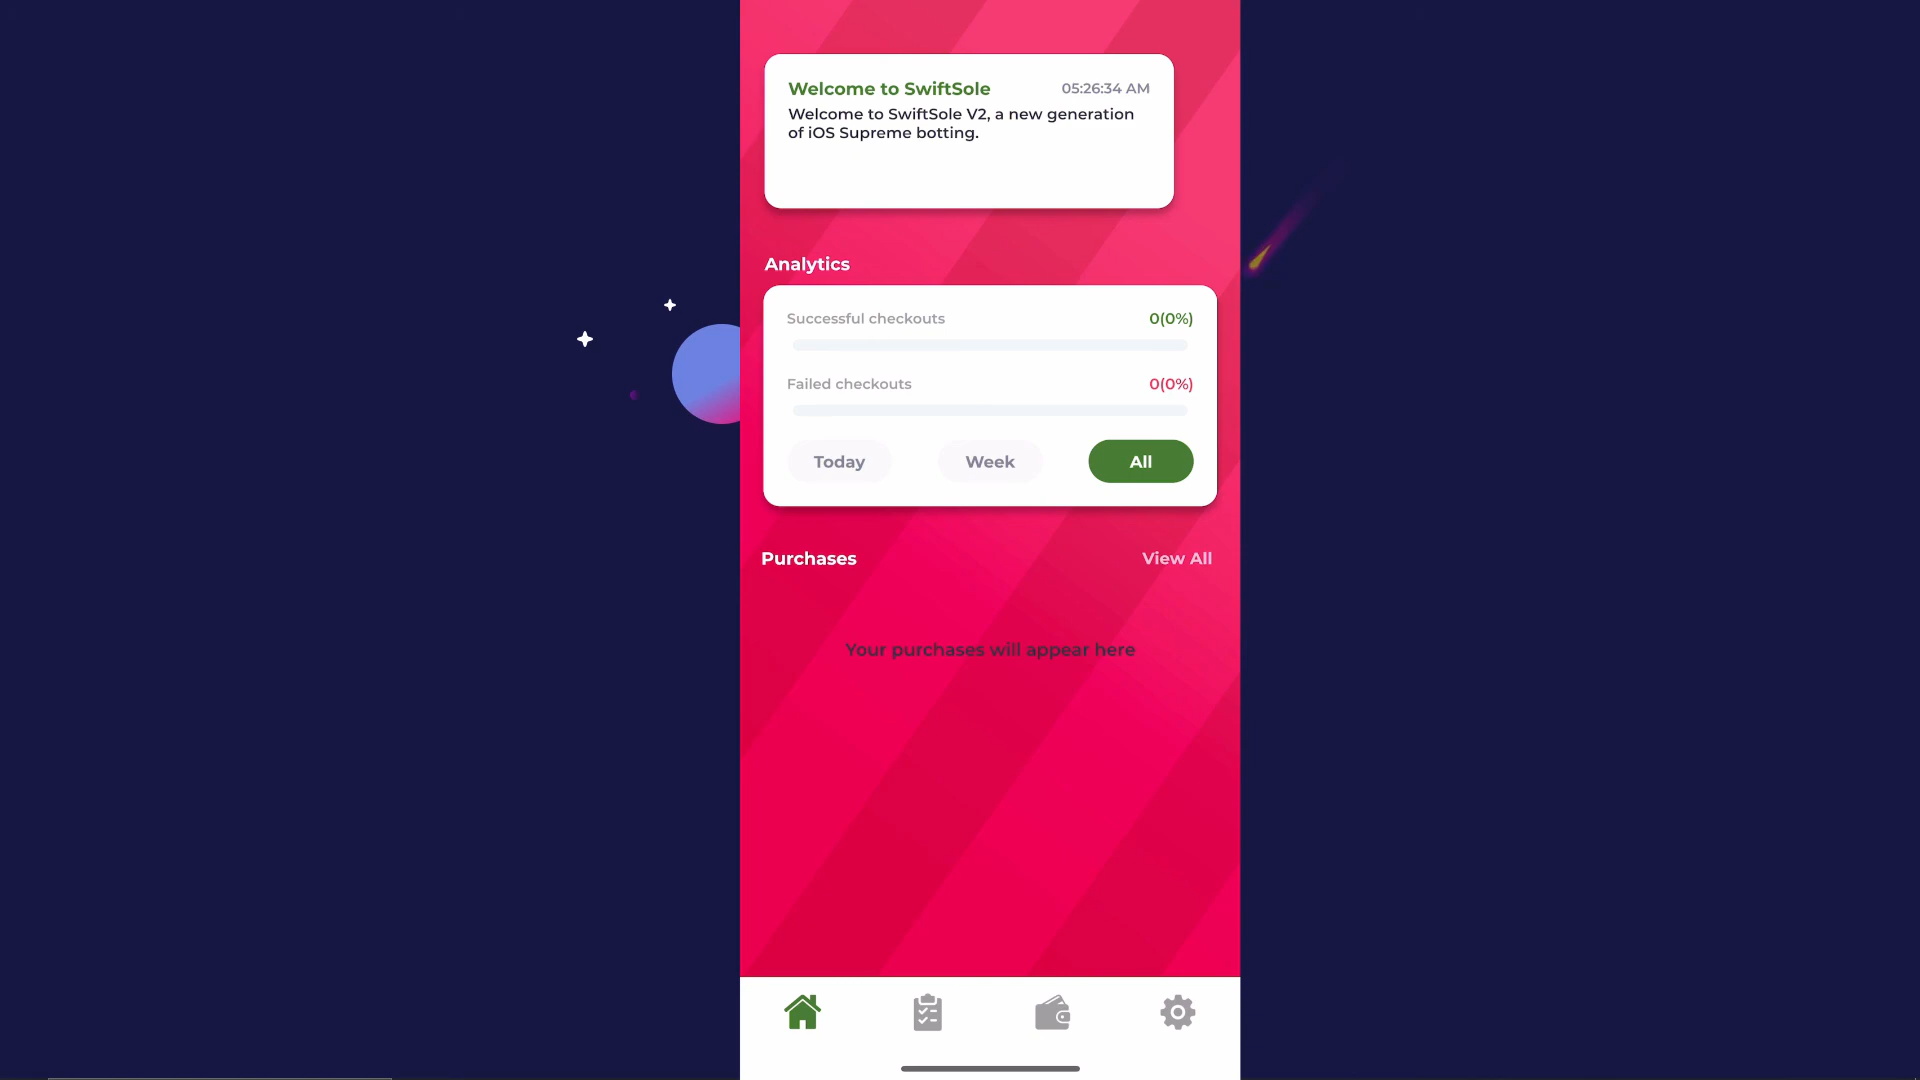 Welcome to SwiftSole 05:26:34 AM
Welcome to SwiftSole V2, a new generation
of iOS Supreme botting.
Analytics
Successful checkouts 0(0%)
Failed checkouts 0(0%)
Today Week All
Purchases View All
Your purchases will appear here